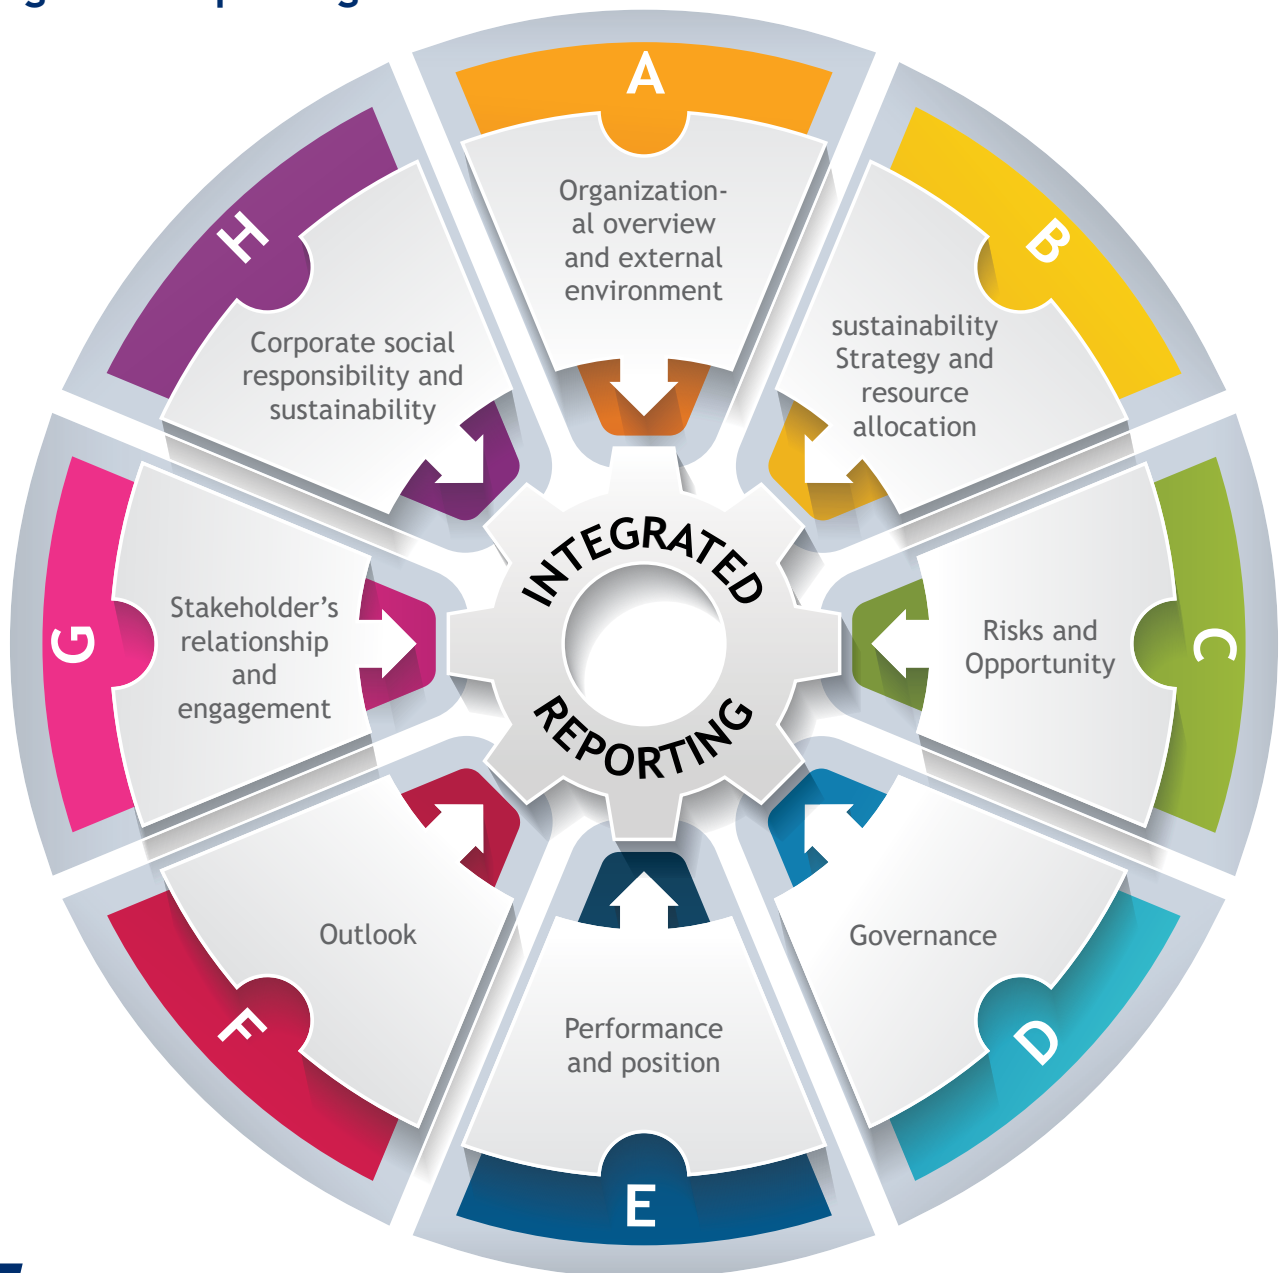 A
Organization-
al overview
and external
environment
B
sustainability
Strategy and
resource
allocation
C
Risks and
Opportunity
D
Governance
E
Performance
and position
F
Outlook
G
Stakeholder’s
relationship
and
engagement
H
Corporate social
responsibility and
sustainability
INTEGRATED
REPORTING